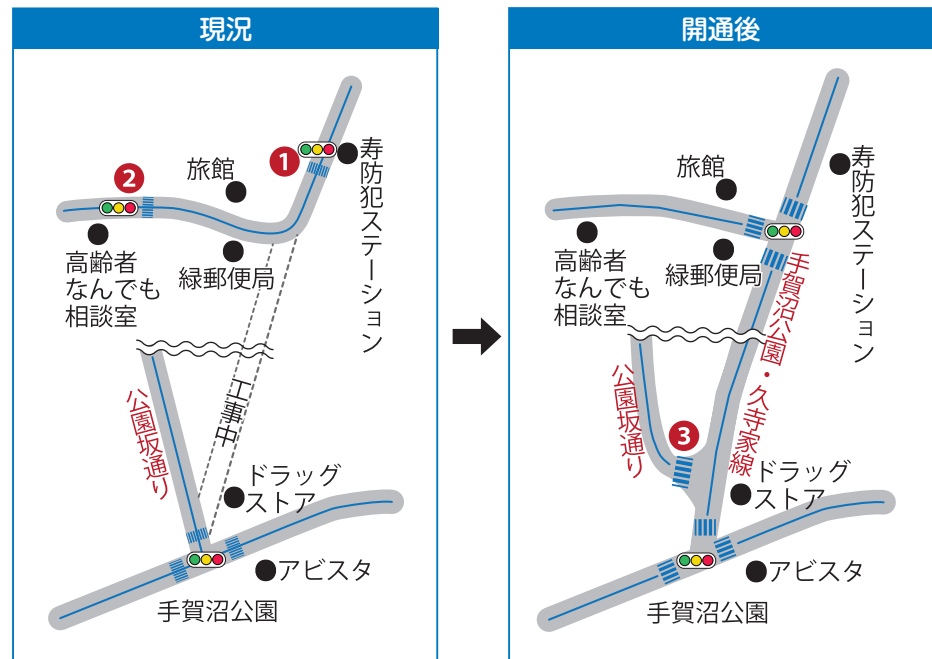 現況
1
寿防犯ステーション
2
旅館
高齢者
なんでも
相談室
緑郵便局
工事中
公園坂通り
ドラッグ
ストア
アビスタ
手賀沼公園
開通後
旅館
寿防犯ステーション
高齢者
なんでも
相談室
緑郵便局
手賀沼公園・久寺家線
公園坂通り
3
ドラッグ
ストア
アビスタ
手賀沼公園